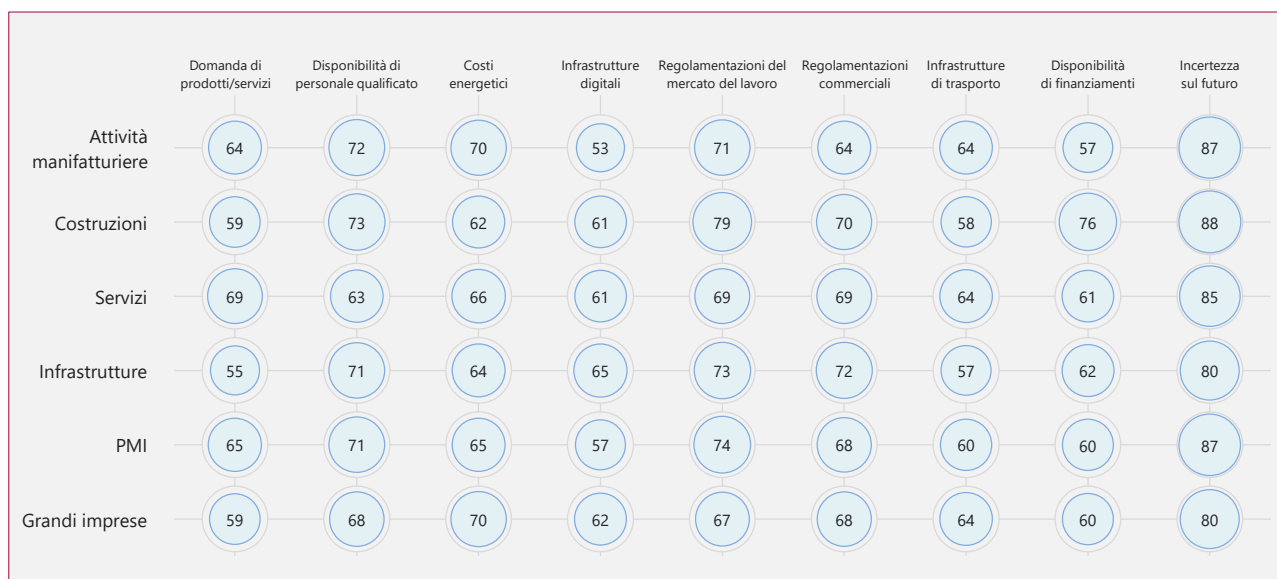 Domanda di
prodotti/servizi
Disponibilità di
personale qualificato
Costi
energetici
Infrastrutture
digitali
Regolamentazioni del
mercato del lavoro
Regolamentazioni
commerciali
Infrastrutture
di trasporto
Disponibilità
di finanziamenti
Incertezza
sul futuro
Attività
manifatturiere
64 72 70 53 71 64 64 57 87
Costruzioni 59 73 62 61 79 70 58 76 88
Servizi 69 63 66 61 69 69 64 61 85
Infrastrutture 55 71 64 65 73 72 57 62 80
PMI 65 71 65 57 74 68 60 60 87
Grandi imprese 59 68 70 62 67 68 64 60 80